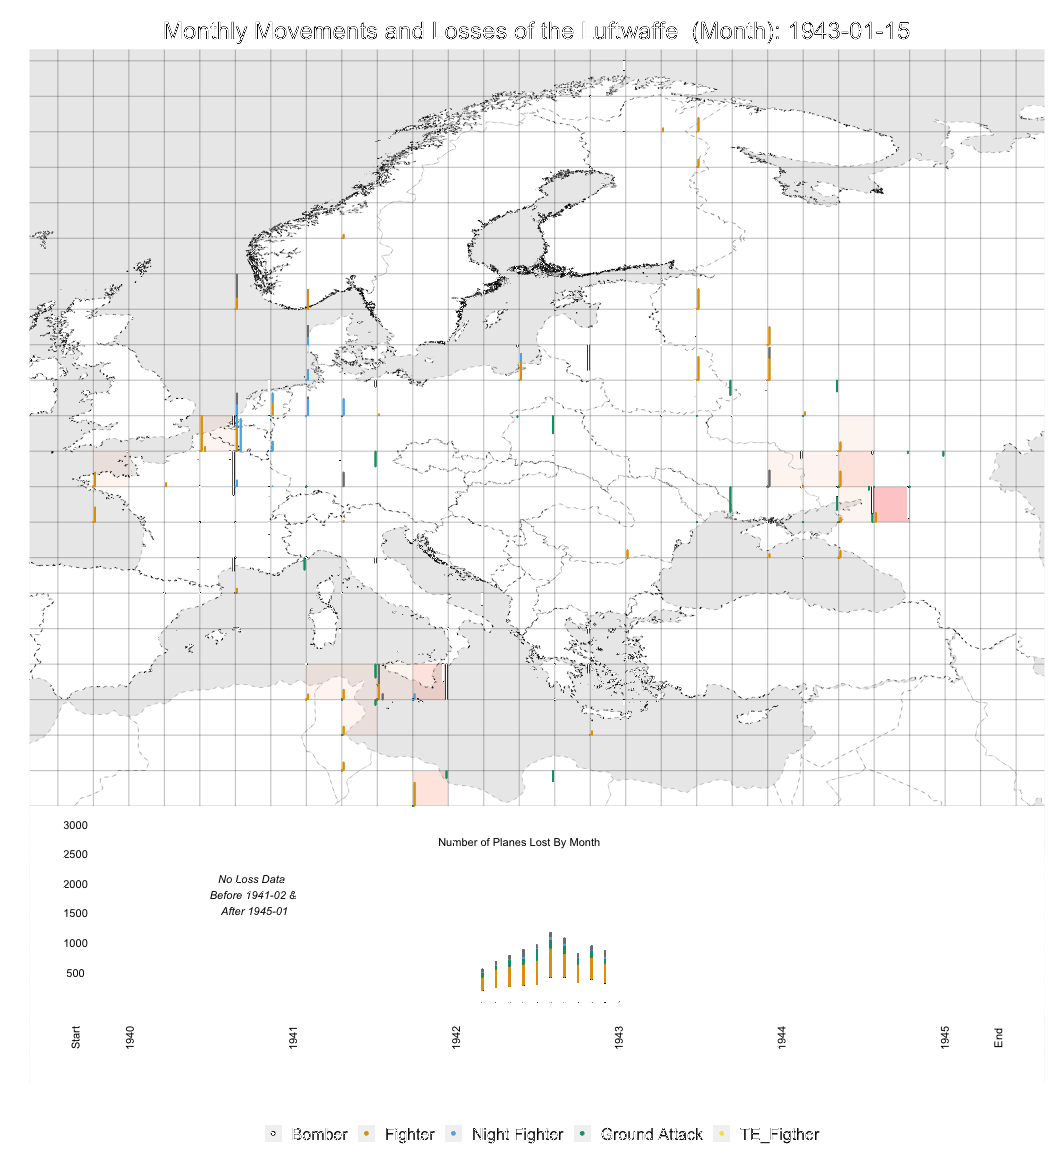 Monthly Movements and Losses of the Luftwaffe (Month): 1943-01-15
3000
Number of Planes Lost By Month
2500
No Loss Data
2000
Before 1941-02 &
After 1945-01
1500
1000
500
Start
1940
1941
1942
1943
1944
1945
End
Bomber Fighter Night Fighter Ground Attack TE_Figther